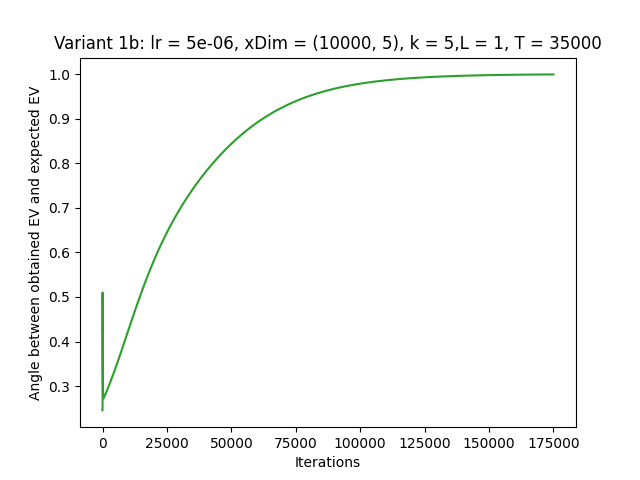 Variant 1b: lr = 5e-06, xDim = (10000, 5), k = 5,L = 1, T = 35000
Angle between obtained EV and expected EV
1.0
0.9
0.8
0.7
0.6
0.5
0.4
0.3
0 25000 50000 75000 100000 125000 150000 175000
Iterations